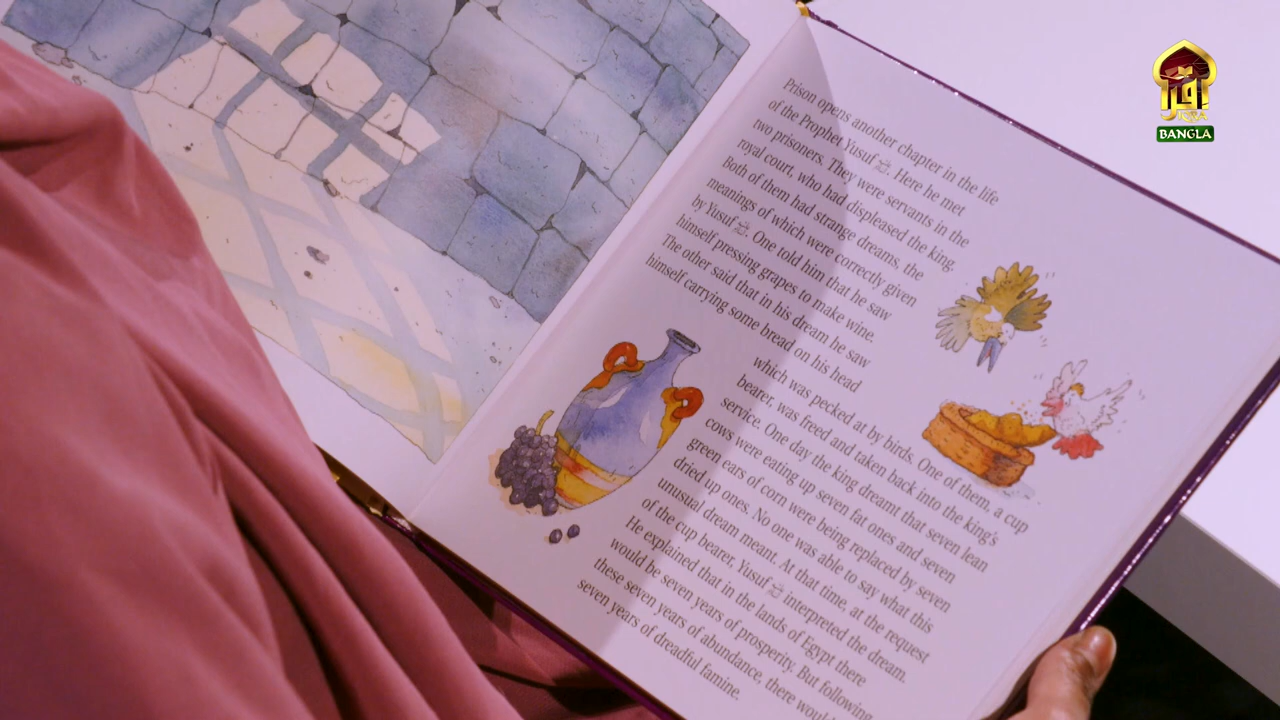 Prison opens another chapter in the life
of the Prophet Yusuf ﷺ. Here he met
two prisoners. They were servants in the
royal court, who had displeased the king.
Both of them had strange dreams, the
meanings of which were correctly given
by Yusuf. One told him that he saw
himself pressing grapes to make wine.
The other said that in his dream he saw
himself carrying some bread on his head
which was pecked at by birds. One of them, a cup
bearer, was freed and taken back into the king's
service. One day the king dreamt that seven lean
cows were eating up seven fat ones and seven
green ears of corn were being replaced by seven
dried up ones. No one was able to say what this
unusual dream meant. At that time, at the request
of the cup bearer, Yusuf interpreted the dream.
He explained that in the lands of Egypt there
would be seven years of prosperity. But following
these seven years of abundance, there would
seven years of dreadful famine.
اقرأ
IQRA
BANGLA